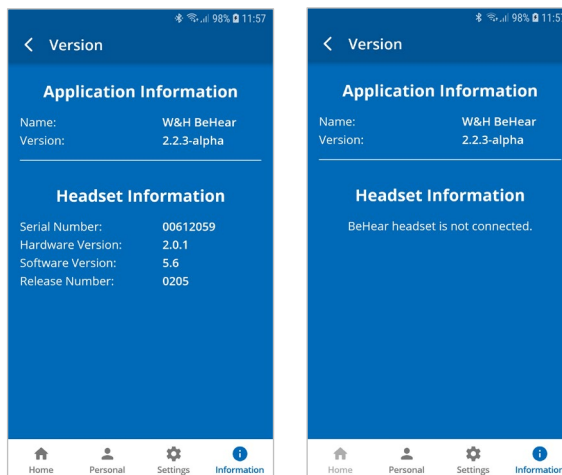 98% 11:57
Version
Application Information
Name: W&H BeHear
Version: 2.2.3-alpha
Headset Information
Serial Number: 00612059
Hardware Version: 2.0.1
Software Version: 5.6
Release Number: 0205
Home Personal Settings Information
98% 11:57
Version
Application Information
Name: W&H BeHear
Version: 2.2.3-alpha
Headset Information
BeHear headset is not connected.
Home Personal Settings Information